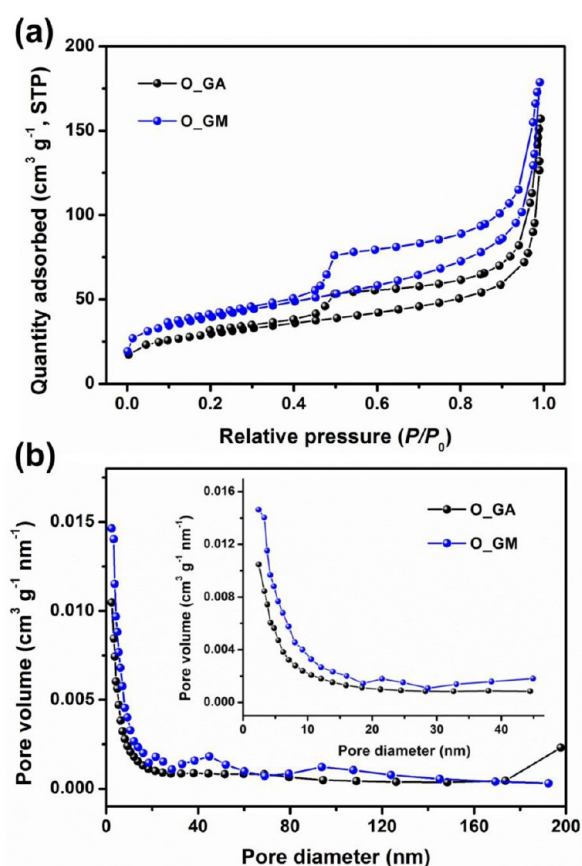 (a)
200
150
100
50
0
Quantity adsorbed (cm³ g⁻¹, STP)
O_GA
O_GM
0.0 0.2 0.4 0.6 0.8 1.0
Relative pressure (P/P₀)
(b)
0.015
0.010
0.005
0.000
Pore volume (cm³ g⁻¹ nm⁻¹)
0.016
0.012
0.008
0.004
0.000
Pore volume (cm³ g⁻¹ nm⁻¹)
O_GA
O_GM
0 10 20 30 40
Pore diameter (nm)
0 40 80 120 160 200
Pore diameter (nm)